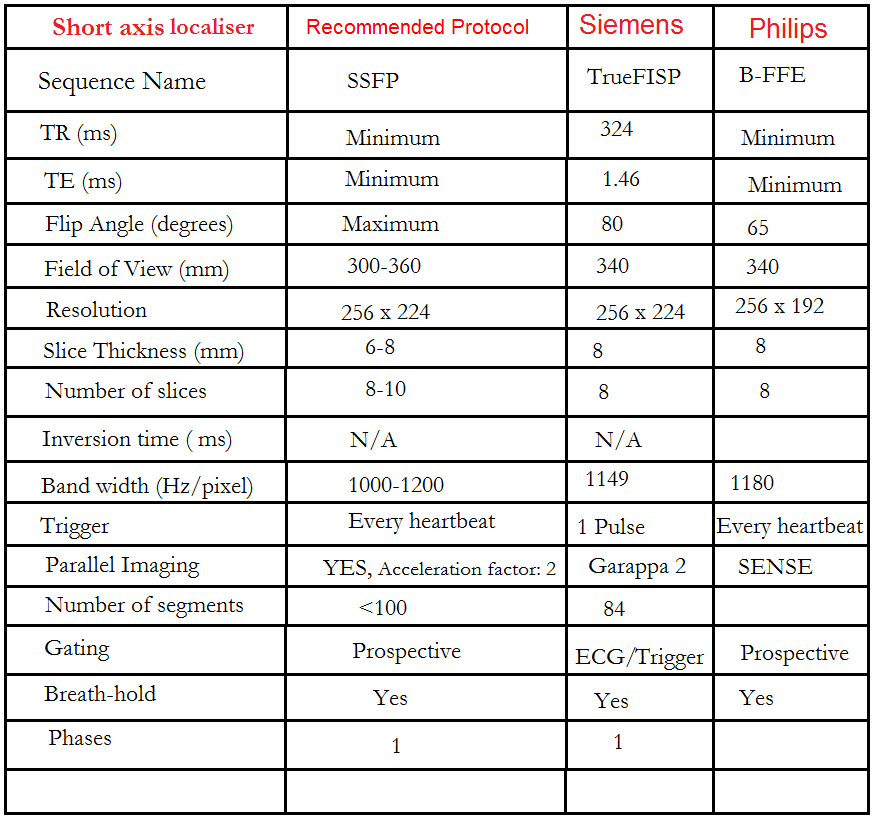 Short axis localiser Recommended Protocol Siemens Philips
Sequence Name SSFP TrueFISP B-FFE
TR (ms) Minimum 324 Minimum
TE (ms) Minimum 1.46 Minimum
Flip Angle (degrees) Maximum 80 65
Field of View (mm) 300-360 340 340
Resolution 256 x 224 256 x 224 256 x 192
Slice Thickness (mm) 6-8 8 8
Number of slices 8-10 8 8
Inversion time ( ms) N/A N/A
Band width (Hz/pixel) 1000-1200 1149 1180
Trigger Every heartbeat 1 Pulse Every heartbeat
Parallel Imaging YES, Acceleration factor: 2 Garappa 2 SENSE
Number of segments <100 84
Gating Prospective ECG/Trigger Prospective
Breath-hold Yes Yes Yes
Phases 1 1